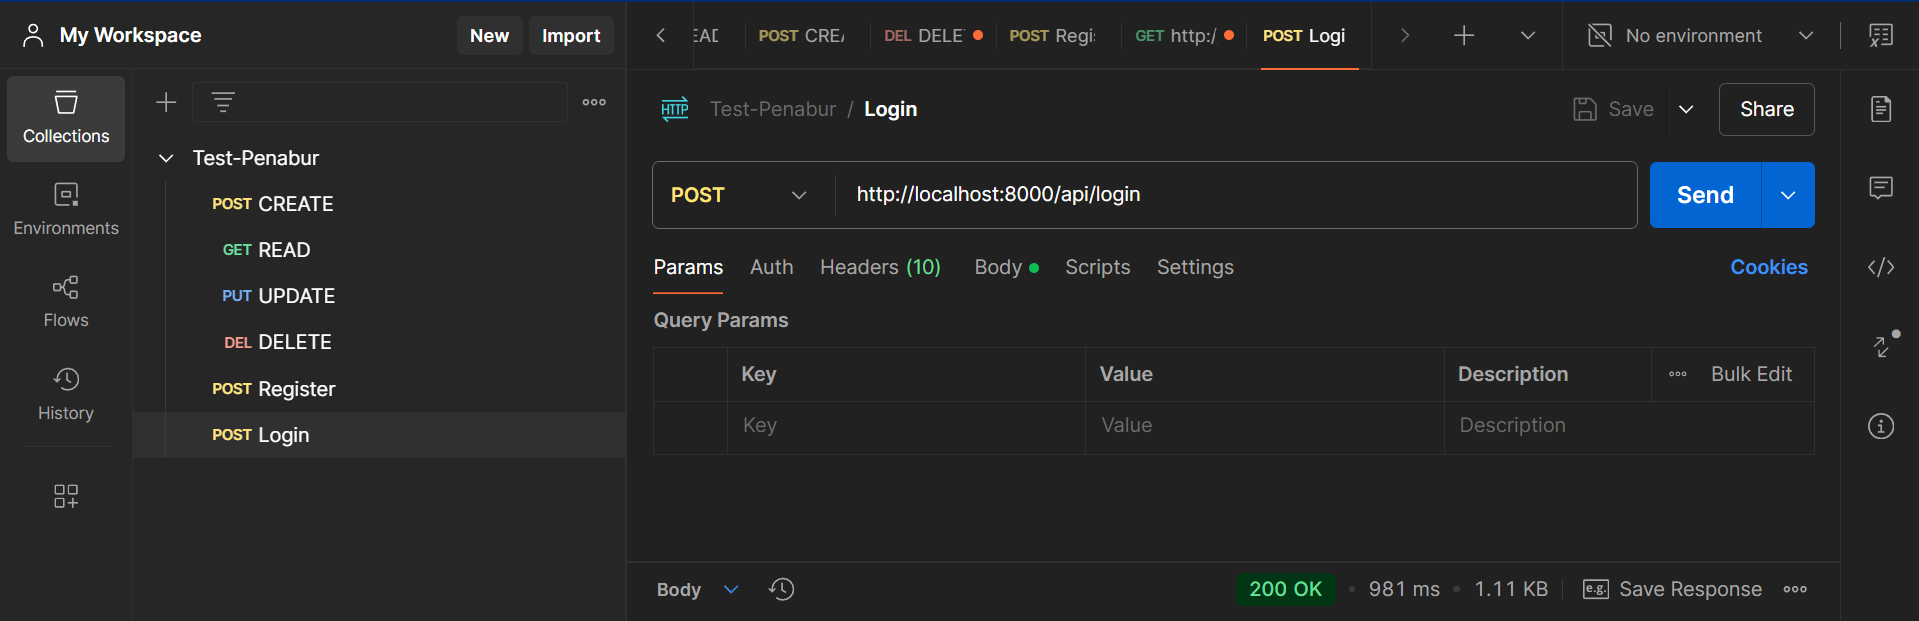 My Workspace
New
Import
POST CRE
DEL DELE
POST Regi
GET http:/
POST Logi
No environment
Collections
Environments
Flows
History
Test-Penabur
POST CREATE
GET READ
PUT UPDATE
DEL DELETE
POST Register
POST Login
HTTP
Test-Penabur / Login
Save
Share
POST
http://localhost:8000/api/login
Send
Params
Auth
Headers (10)
Body
Scripts
Settings
Cookies
Query Params
Key
Value
Description
Bulk Edit
Key
Value
Description
Body
200 OK
981 ms
1.11 KB
e.g.
Save Response